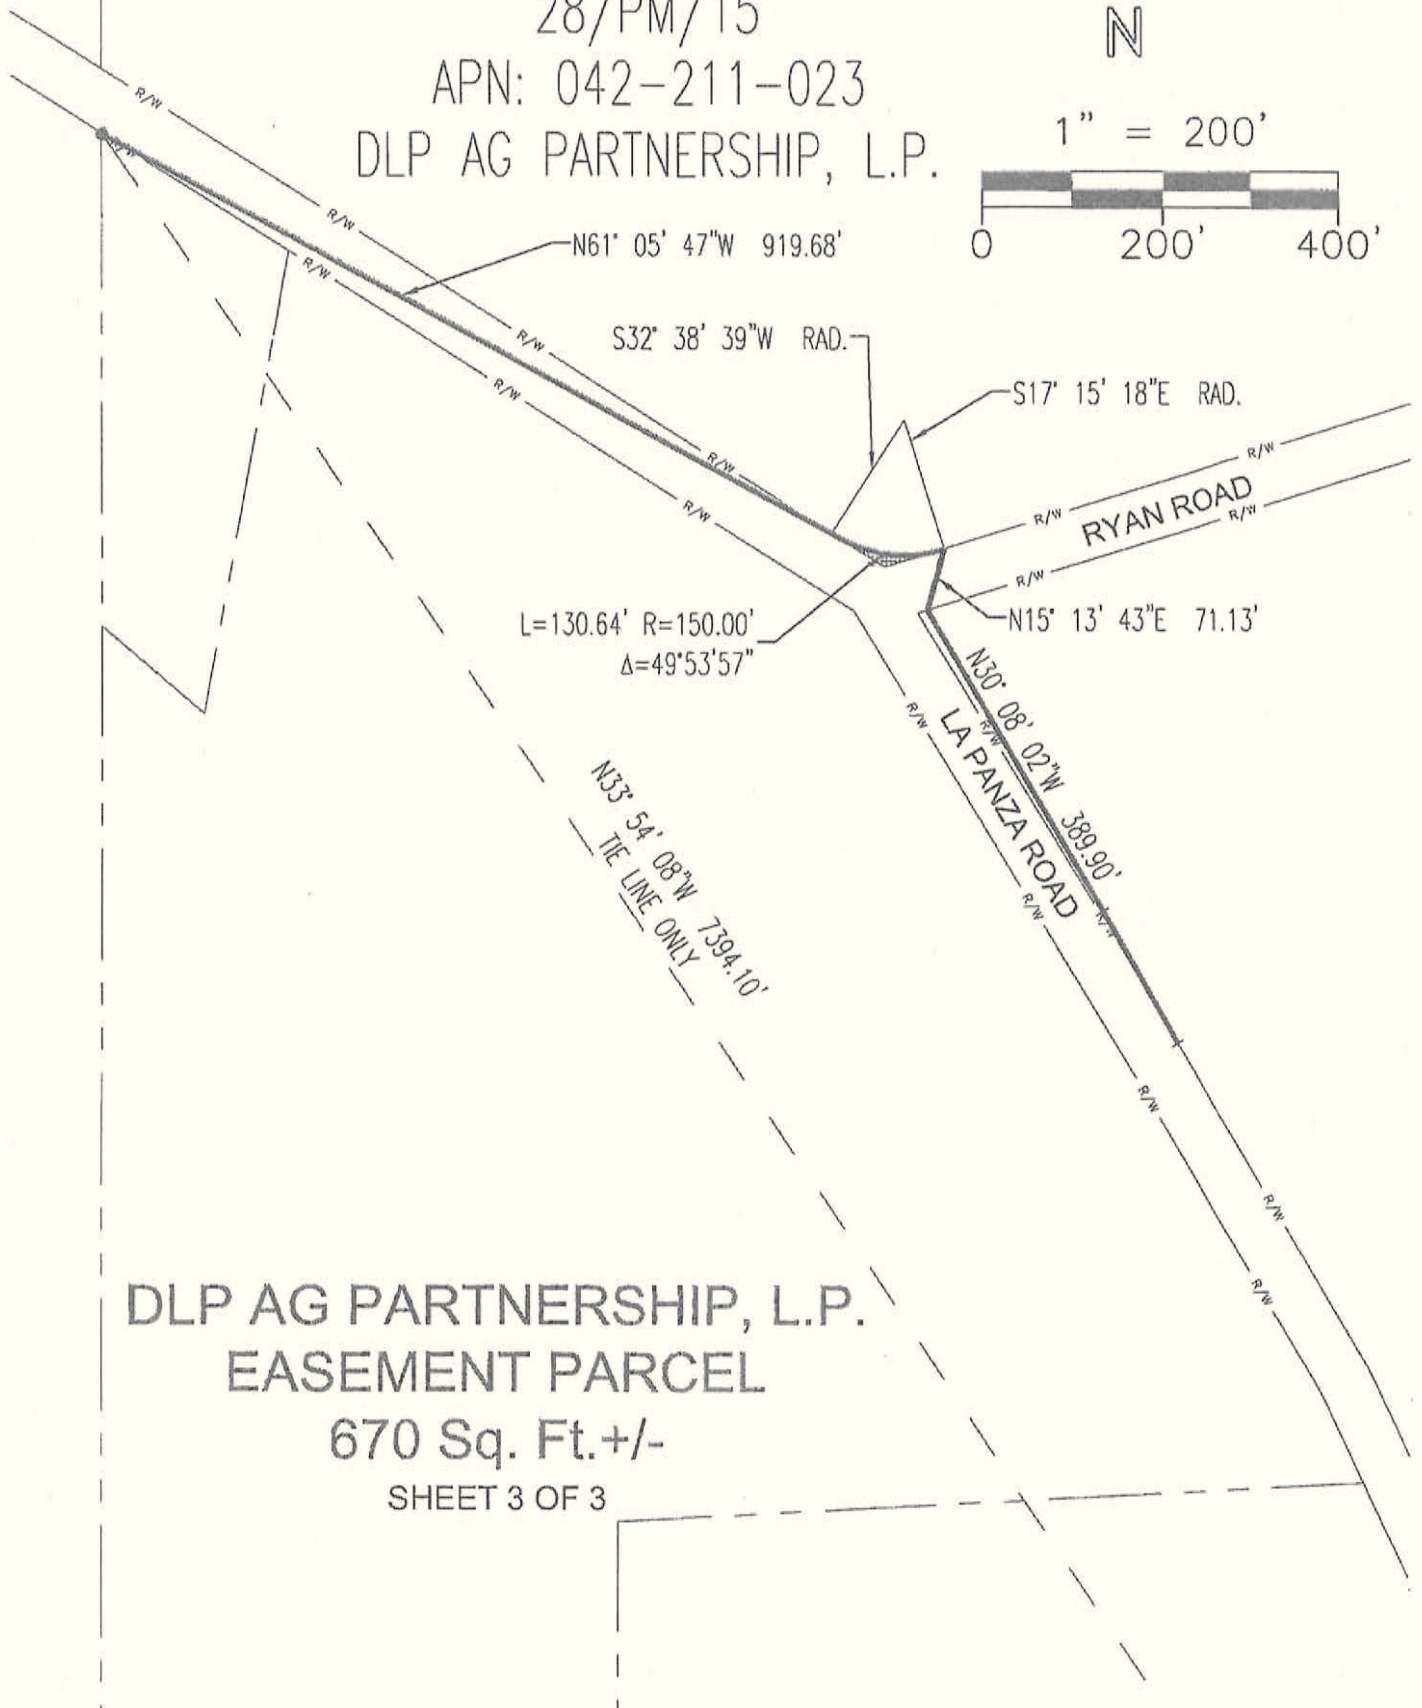 28/PM/15
N
APN: 042-211-023
DLP AG PARTNERSHIP, L.P.
1" = 200'
0 200' 400'
R/W
R/W
R/W
N61° 05' 47"W 919.68'
R/W
R/W
R/W
S32° 38' 39"W RAD.
S17° 15' 18"E RAD.
R/W
R/W
R/W
RYAN ROAD
R/W
R/W
R/W
L=130.64' R=150.00'
Δ=49°53'57"
N15° 13' 43"E 71.13'
N30° 08' 02"W 389.90'
R/W
R/W
LA PANZA ROAD
R/W
R/W
N33° 54' 08"W 7394.10'
TIE LINE ONLY
R/W
R/W
R/W
DLP AG PARTNERSHIP, L.P.
EASEMENT PARCEL
670 Sq. Ft.+/-
SHEET 3 OF 3